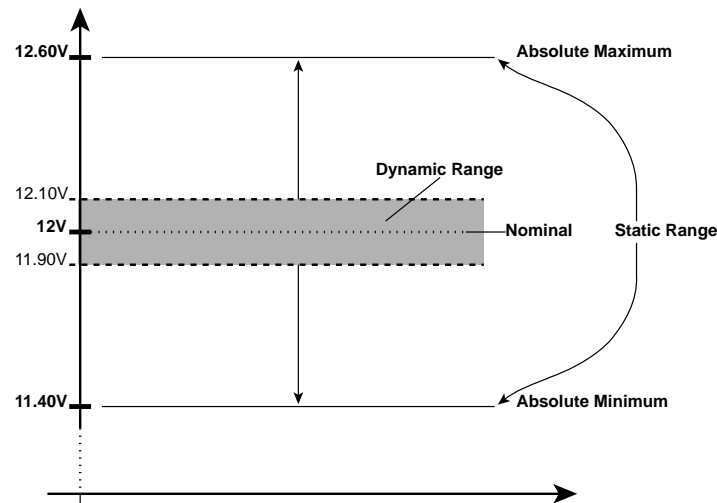 12.60V
Absolute Maximum
Dynamic Range
12.10V
12V
Nominal
Static Range
11.90V
11.40V
Absolute Minimum